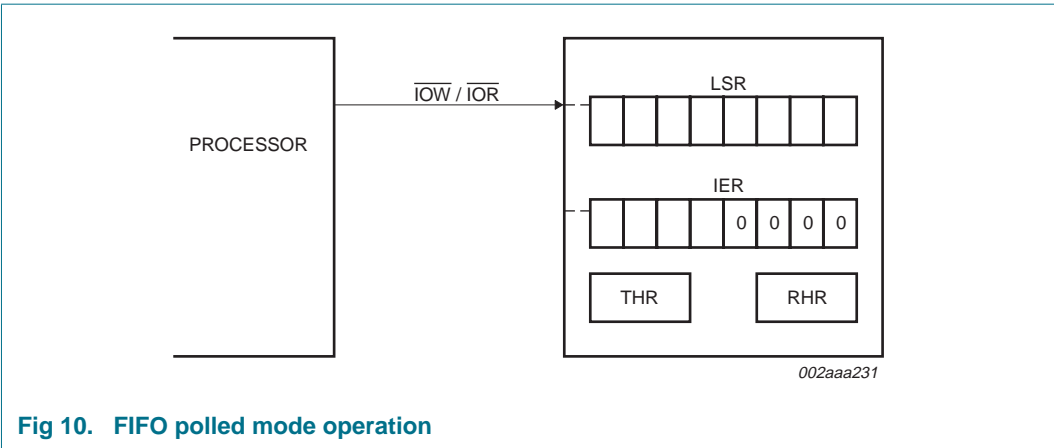 IOW / IOR
LSR
PROCESSOR
IER
0 0 0 0
THR RHR
002aaa231
Fig 10. FIFO polled mode operation